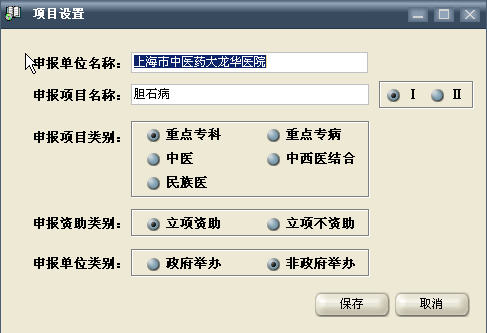 项目设置
申报单位名称： 上海市中医药大龙华医院
申报项目名称： 胆石病 I II
申报项目类别： 重点专科 重点专病
中医 中西医结合
民族医
申报资助类别： 立项资助 立项不资助
申报单位类别： 政府举办 非政府举办
保存 取消